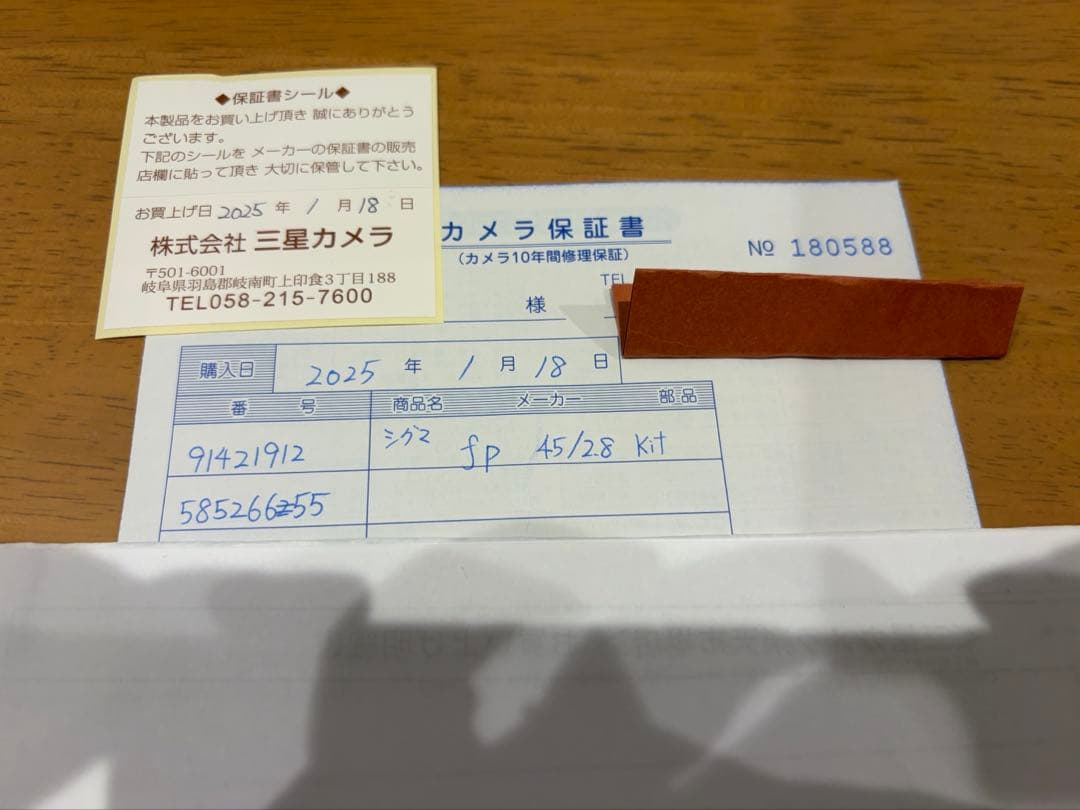 ◆保証書シール◆
本製品をお買い上げ頂き 誠にありがとう
ございます。
下記のシールを メーカーの保証書の販売
店欄に貼って頂き 大切に保管して下さい。
お買上げ日 2025 年 1 月 18 日
株式会社 三星カメラ
〒501-6001
岐阜県羽島郡岐南町上印食3丁目188
TEL058-215-7600
カメラ保証書
(カメラ10年間修理保証)
№ 180588
TEL
様
購入日 2025 年 1 月 18 日
番 号 商品名 メーカー 部品
91421912 シグマ fp 45/2.8 Kit
585266255